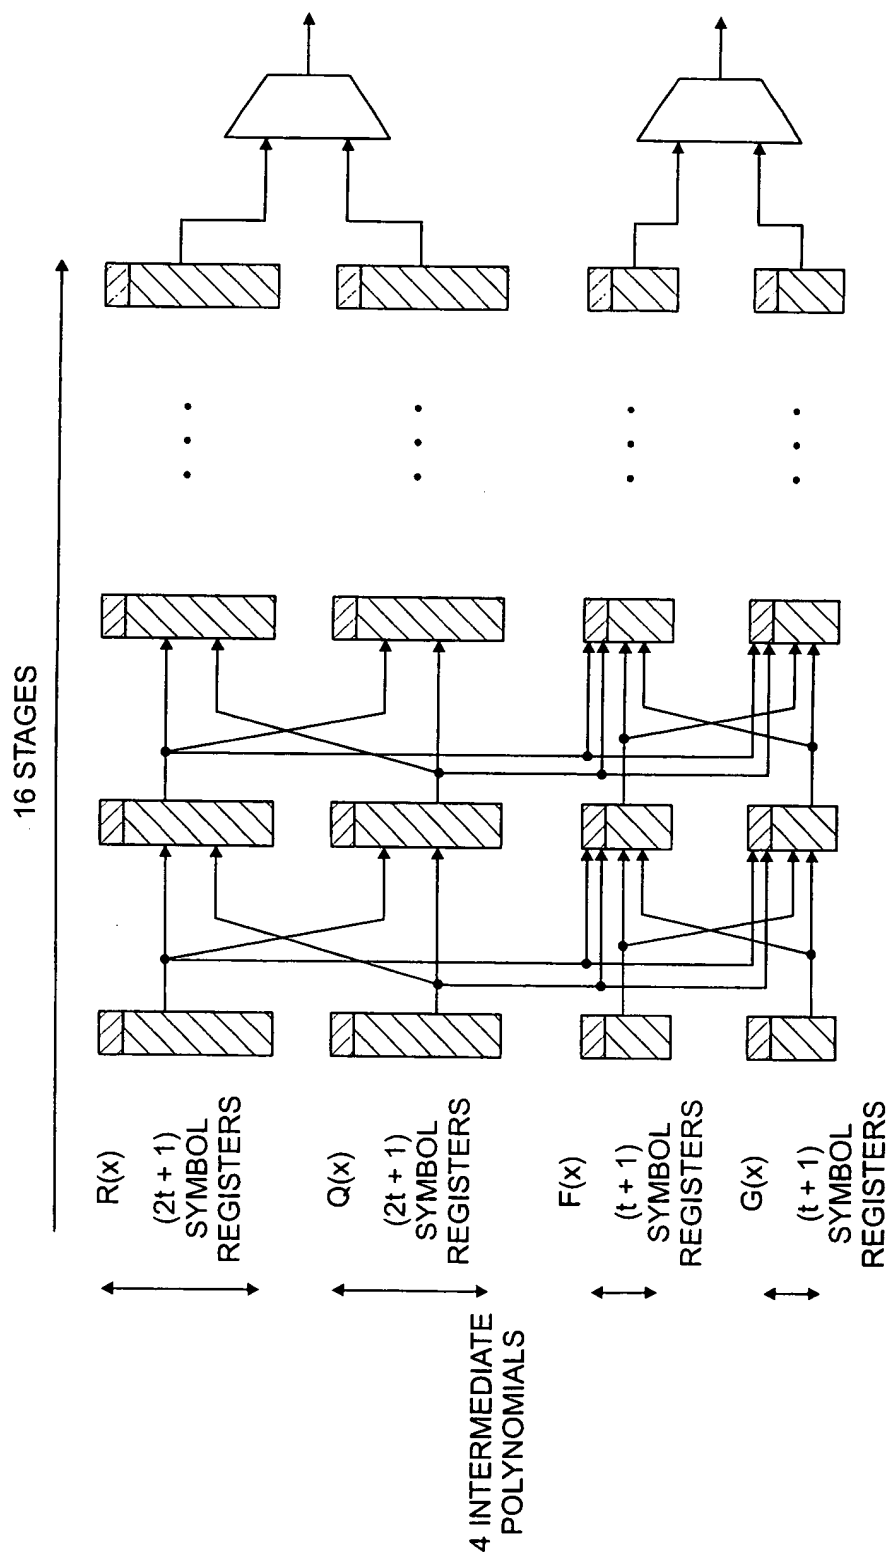 16 STAGES
R(x)
(2t + 1)
SYMBOL
REGISTERS
Q(x)
(2t + 1)
SYMBOL
REGISTERS
4 INTERMEDIATE
POLYNOMIALS
F(x)
(t + 1)
SYMBOL
REGISTERS
G(x)
(t + 1)
SYMBOL
REGISTERS